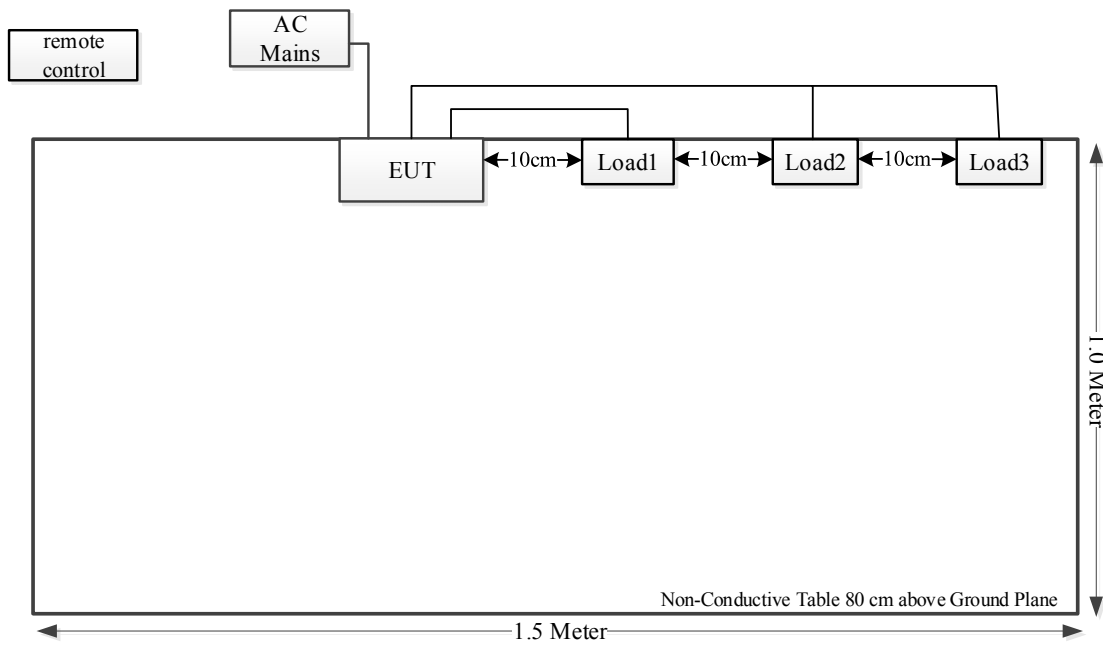 remote
control
AC
Mains
EUT
10cm
Load1
10cm
Load2
10cm
Load3
1.0 Meter
Non-Conductive Table 80 cm above Ground Plane
1.5 Meter